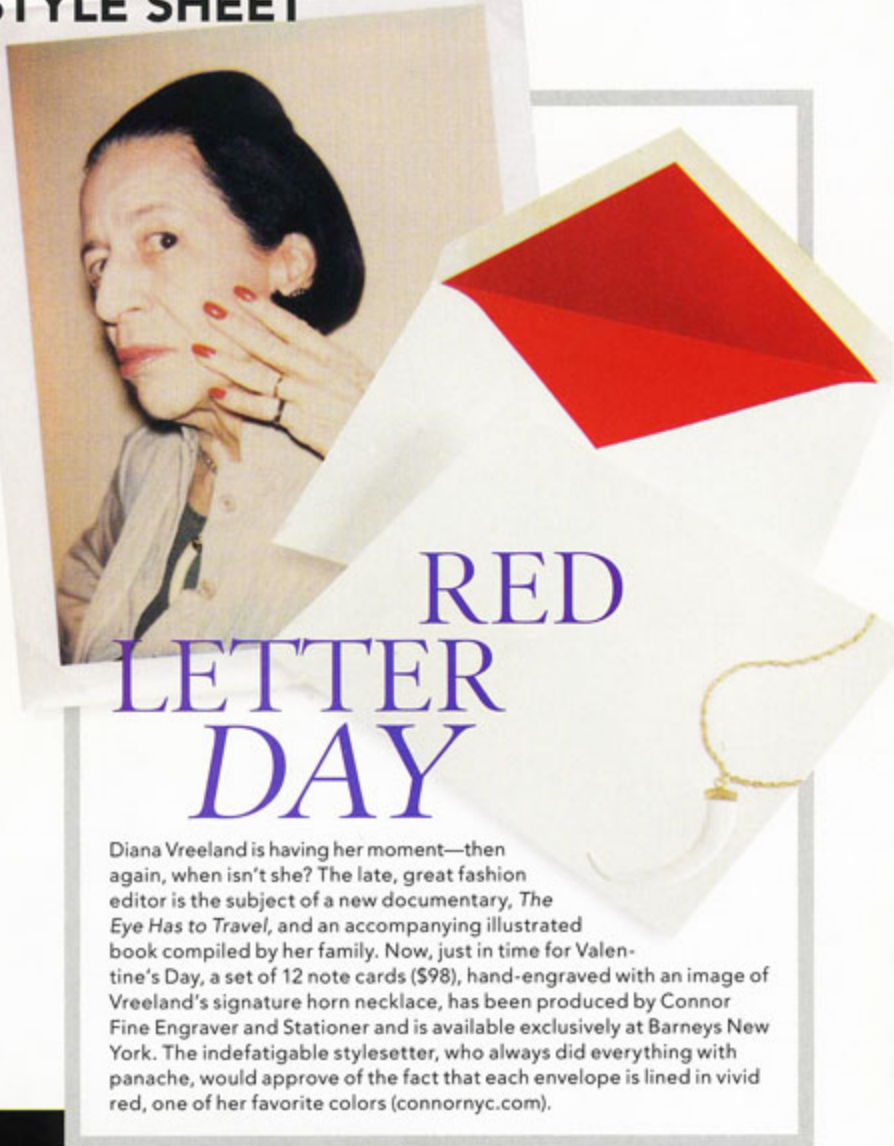 STYLE SHEET
RED
LETTER
DAY
Diana Vreeland is having her moment—then
again, when isn't she? The late, great fashion
editor is the subject of a new documentary, The
Eye Has to Travel, and an accompanying illustrated
book compiled by her family. Now, just in time for Valen-
tine's Day, a set of 12 note cards ($98), hand-engraved with an image of
Vreeland's signature horn necklace, has been produced by Connor
Fine Engraver and Stationer and is available exclusively at Barneys New
York. The indefatigable stylesetter, who always did everything with
panache, would approve of the fact that each envelope is lined in vivid
red, one of her favorite colors (connornyc.com).